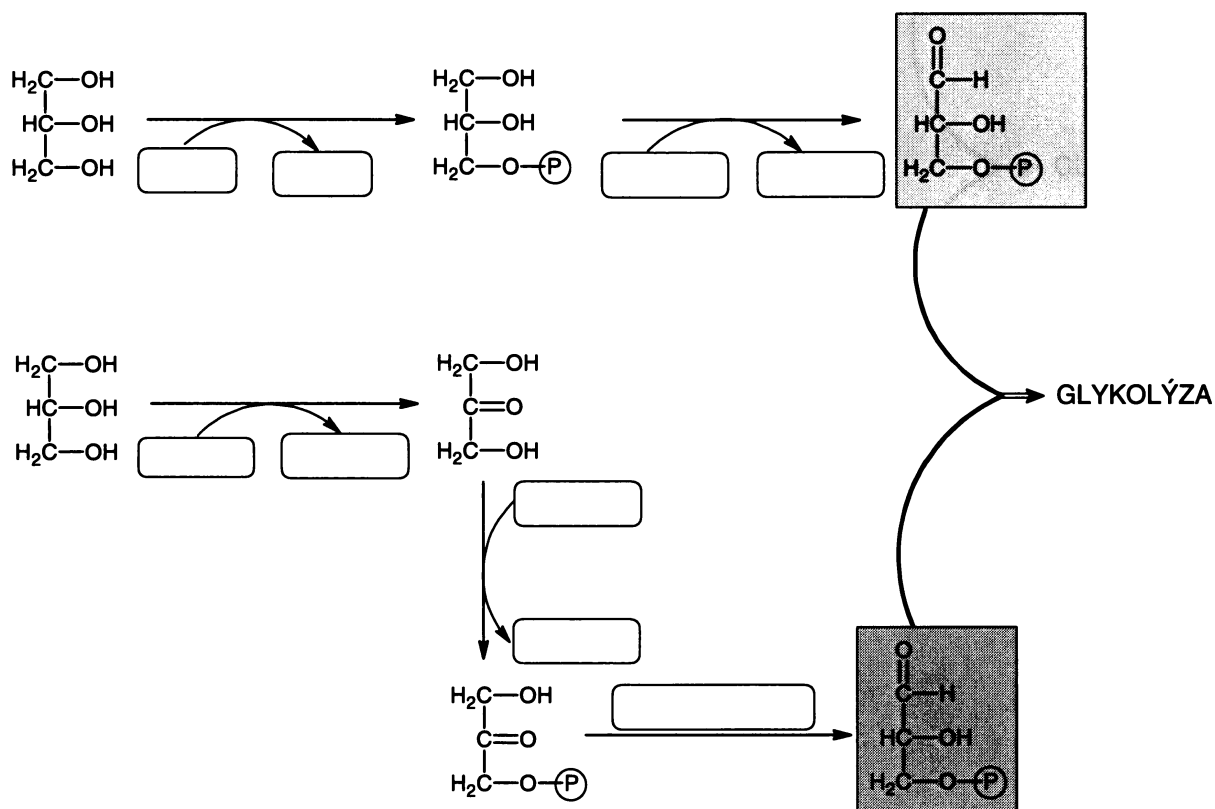 H₂C—OH
HC—OH
H₂C—OH
H₂C—OH
HC—OH
H₂C—O—P
O
C—H
HC—OH
H₂C—O—P
H₂C—OH
HC—OH
H₂C—OH
H₂C—OH
C=O
H₂C—OH
GLYKOLÝZA
H₂C—OH
C=O
H₂C—O—P
O
C—H
HC—OH
H₂C—O—P